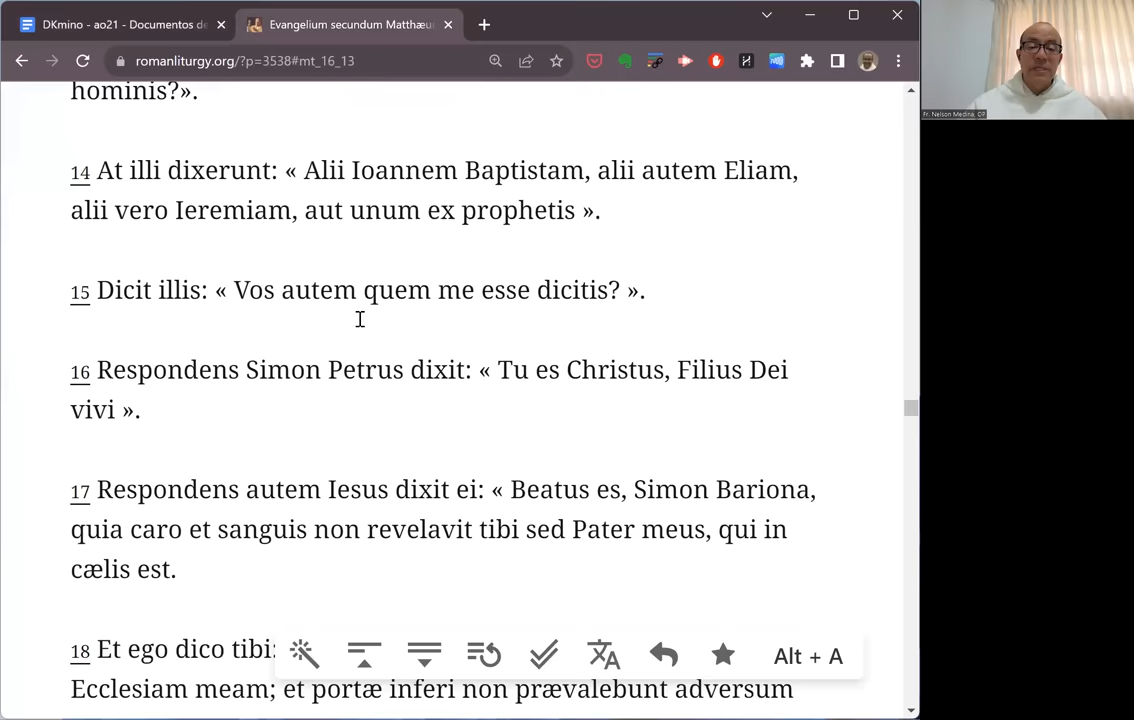 DKmino - ao21 - Documentos de
Evangelium secundum Matthæu
romanliturgy.org/?p=3538#mt_16_13
Fr. Nelson Medina, OP
hominis?».
14 At illi dixerunt: « Alii Ioannem Baptistam, alii autem Eliam,
alii vero Ieremiam, aut unum ex prophetis ».
15 Dicit illis: « Vos autem quem me esse dicitis? ».
16 Respondens Simon Petrus dixit: « Tu es Christus, Filius Dei
vivi ».
17 Respondens autem Iesus dixit ei: « Beatus es, Simon Bariona,
quia caro et sanguis non revelavit tibi sed Pater meus, qui in
cælis est.
18 Et ego dico tibi:
Alt + A
Ecclesiam meam; et portæ inferi non prævalebunt adversum